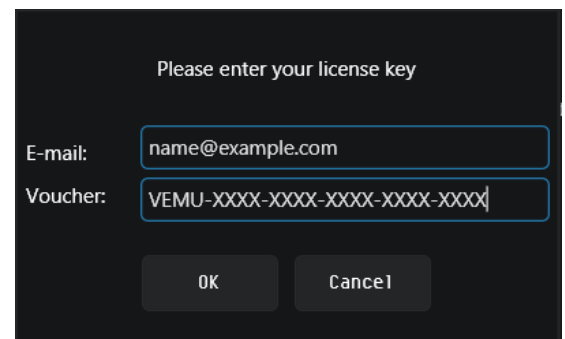 Please enter your license key
E-mail: name@example.com
Voucher: VEMU-XXXX-XXXX-XXXX-XXXX-XXXX
OK Cancel